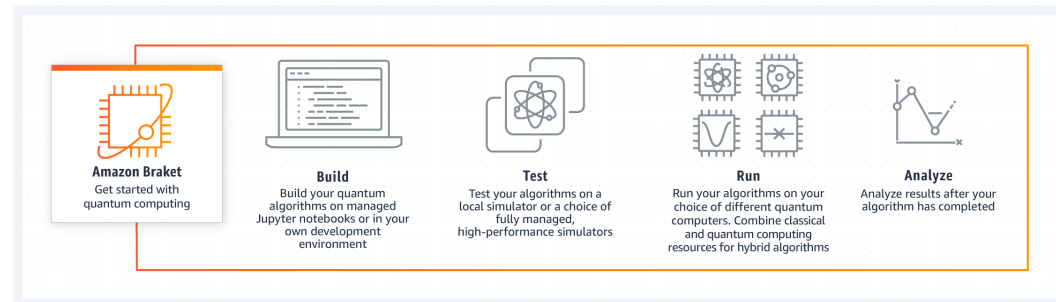 Amazon Braket
Get started with
quantum computing
Build
Build your quantum
algorithms on managed
Jupyter notebooks or in your
own development
environment
Test
Test your algorithms on a
local simulator or a choice of
fully managed,
high-performance simulators
Run
Run your algorithms on your
choice of different quantum
computers. Combine classical
and quantum computing
resources for hybrid algorithms
Analyze
Analyze results after your
algorithm has completed